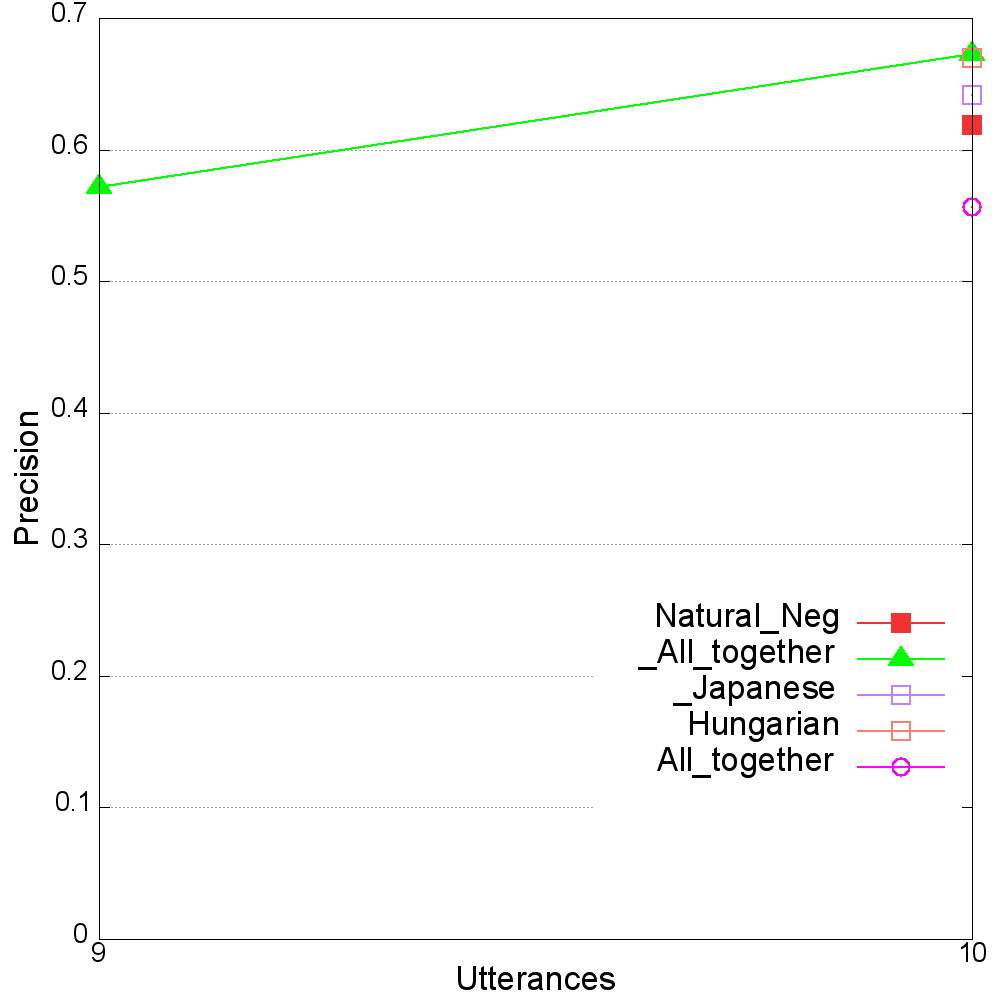 0.7
0.6
0.5
0.4
0.3
0.2
0.1
0
Precision
Natural_Neg
_All_together
_Japanese
Hungarian
All_together
9
10
Utterances